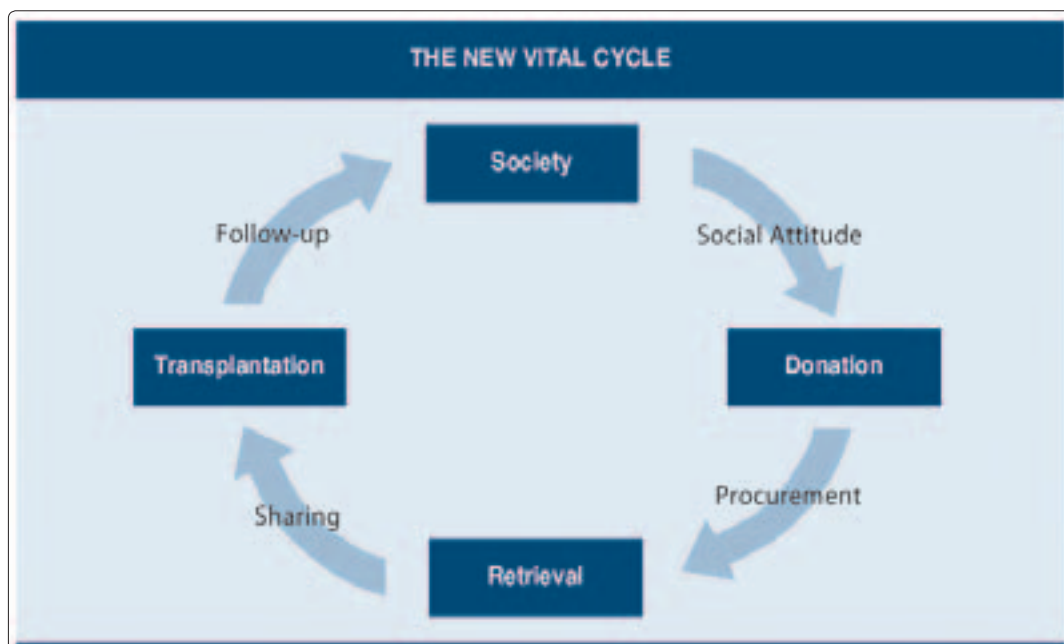 THE NEW VITAL CYCLE
Society
Follow-up
Social Attitude
Transplantation
Donation
Procurement
Sharing
Retrieval